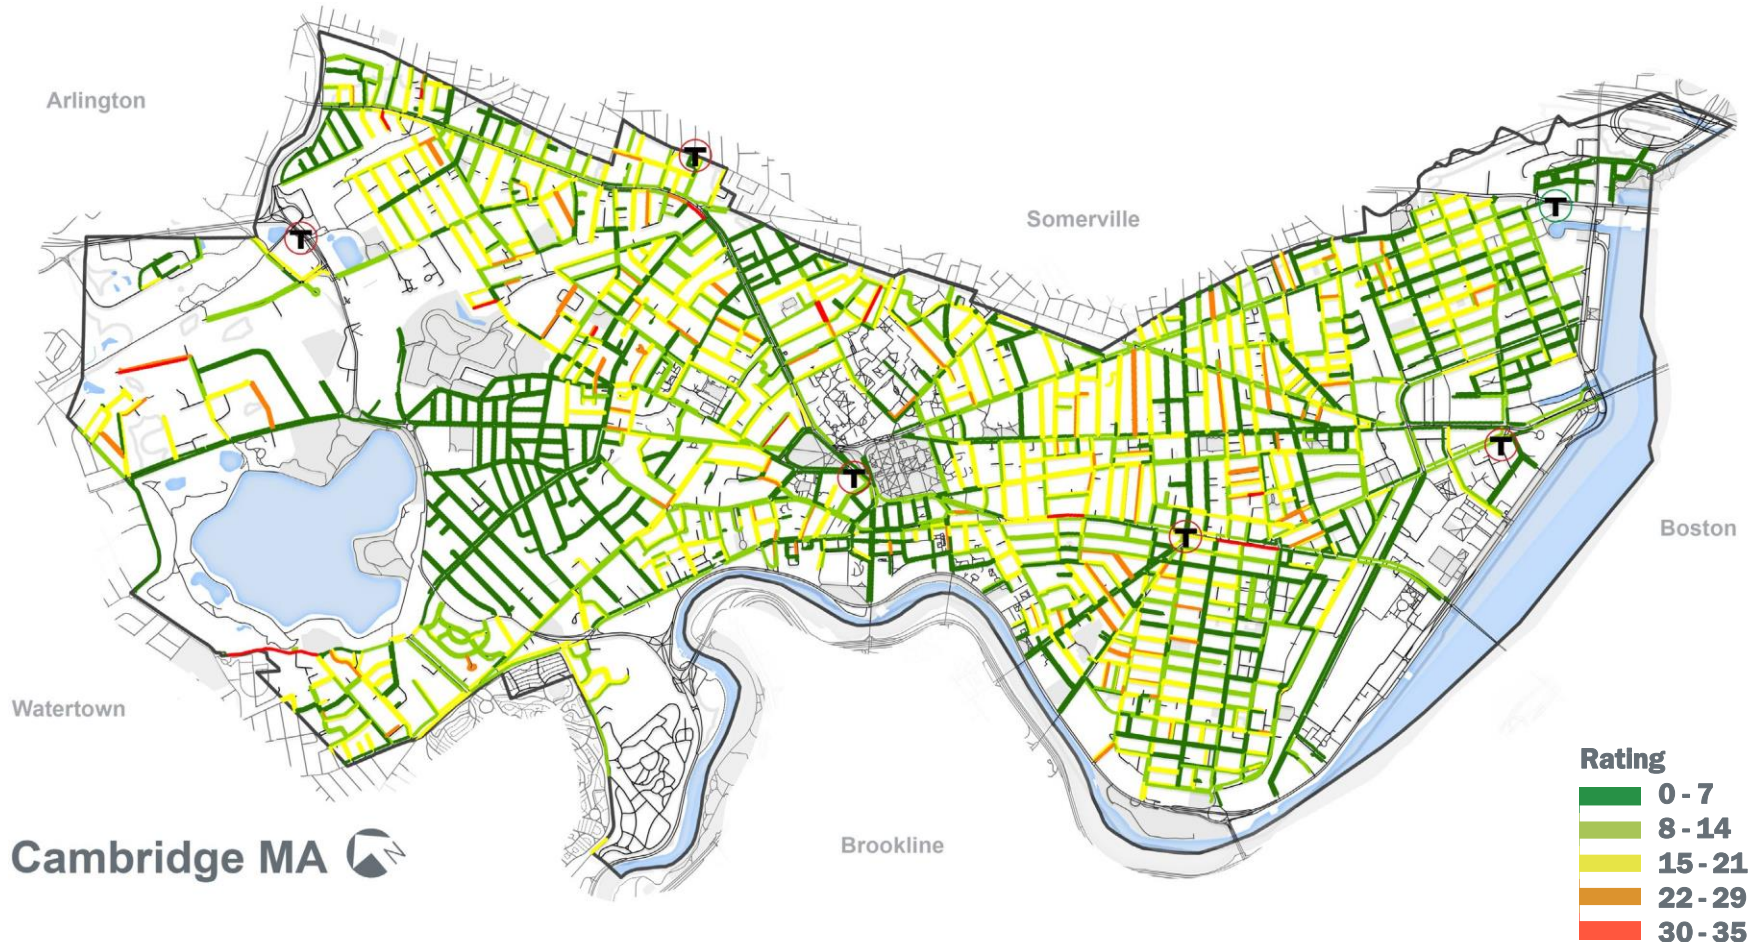 Arlington
Somerville
Boston
Watertown
Brookline
Cambridge MA
N
T
T
T
T
T
T
Rating
0 - 7
8 - 14
15 - 21
22 - 29
30 - 35